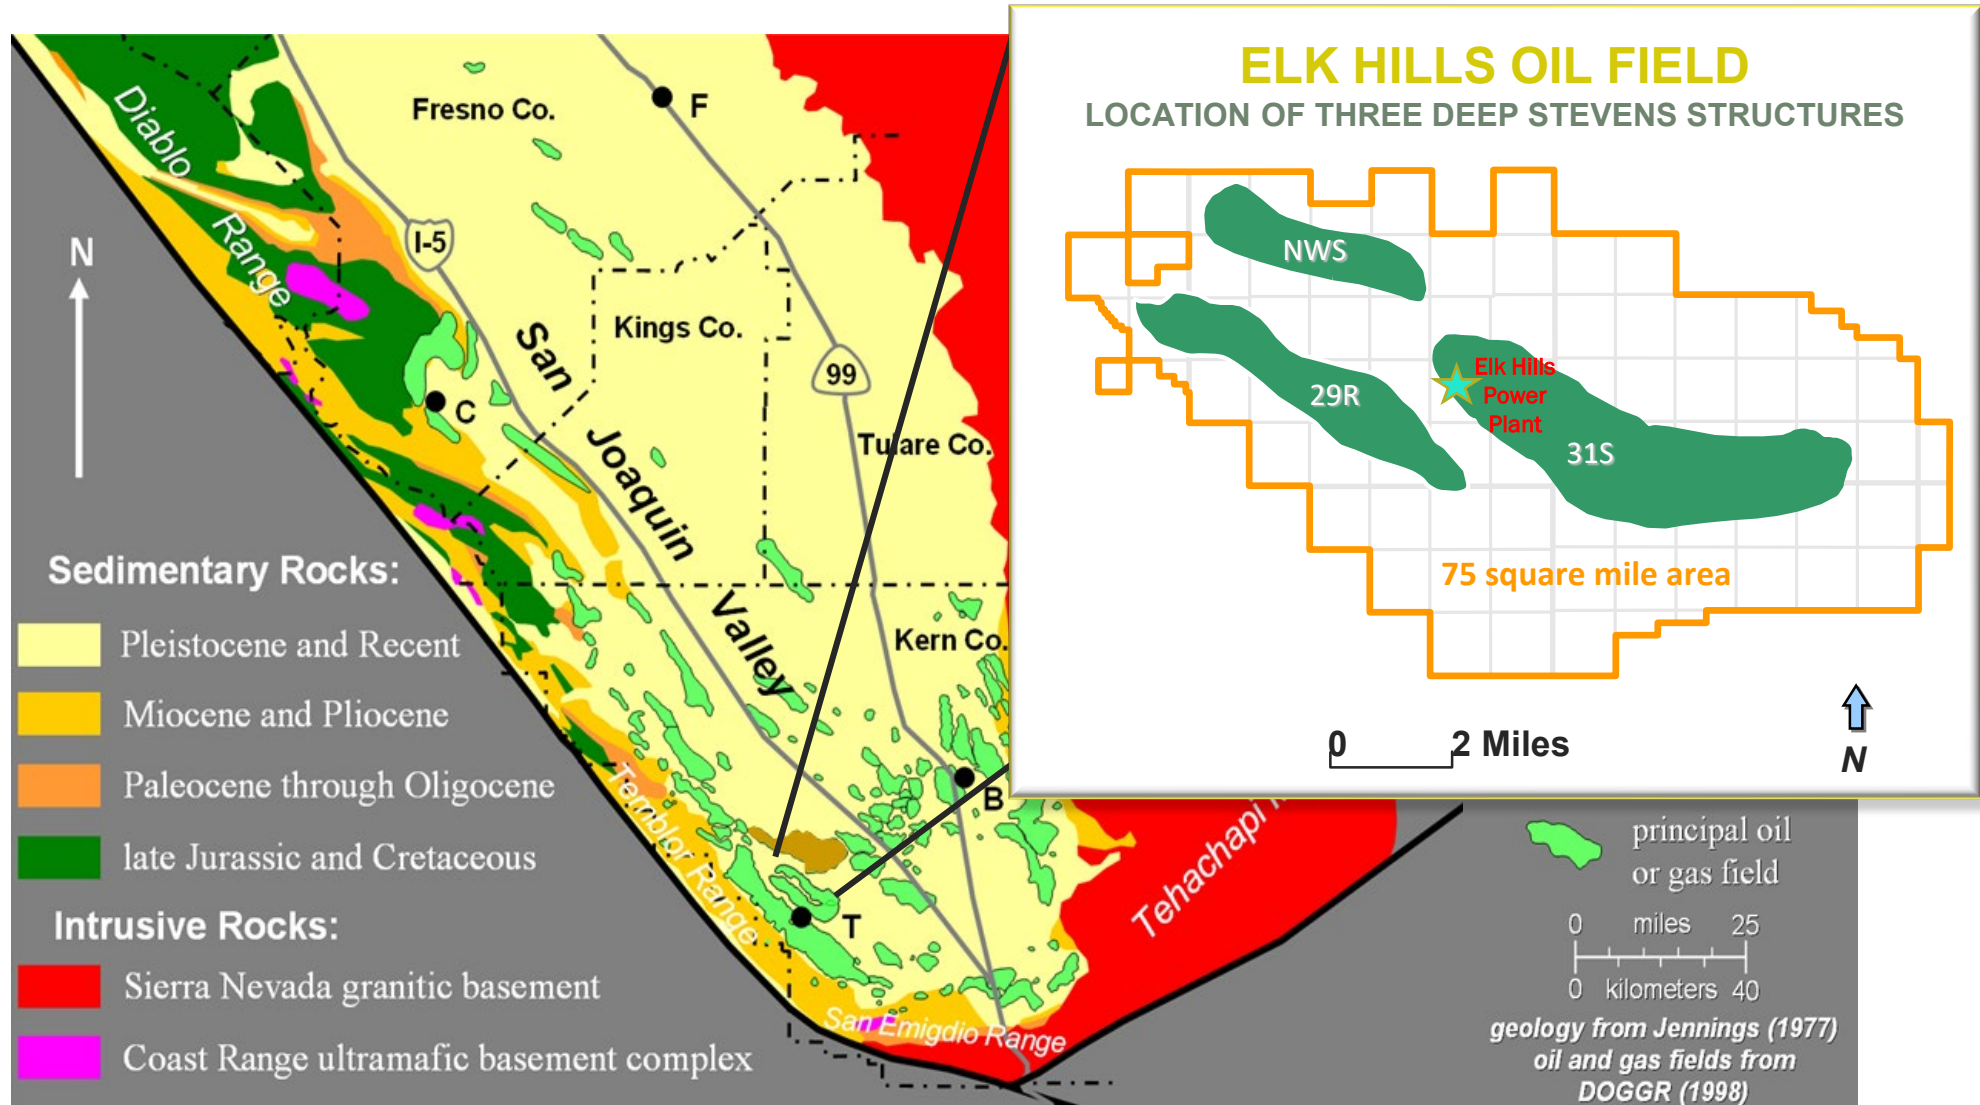 ELK HILLS OIL FIELD
LOCATION OF THREE DEEP STEVENS STRUCTURES
NWS
29R
Elk Hills
Power
Plant
31S
75 square mile area
0 2 Miles
N
Diablo
Range
Fresno Co.
F
I-5
N
Kings Co.
San
Joaquin
Valley
99
C
Tulare Co.
Kern Co.
B
T
Temblor Range
San Emigdio Range
Tehachapi
Sedimentary Rocks:
Pleistocene and Recent
Miocene and Pliocene
Paleocene through Oligocene
late Jurassic and Cretaceous
Intrusive Rocks:
Sierra Nevada granitic basement
Coast Range ultramafic basement complex
principal oil
or gas field
0 miles 25
0 kilometers 40
geology from Jennings (1977)
oil and gas fields from
DOGGR (1998)